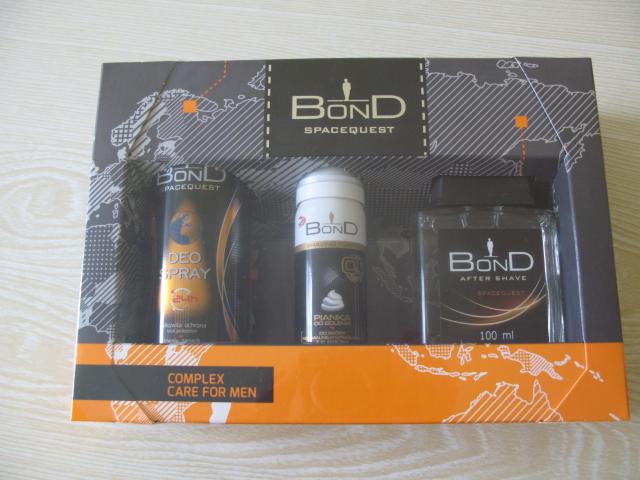 BOND
SPACEQUEST
BOND
SPACEQUEST
DEO
SPRAY
24h
ochrona
BOND
PIANKA
DO GOLENIA
BOND
AFTER SHAVE
SPACEQUEST
100 ml
COMPLEX
CARE FOR MEN